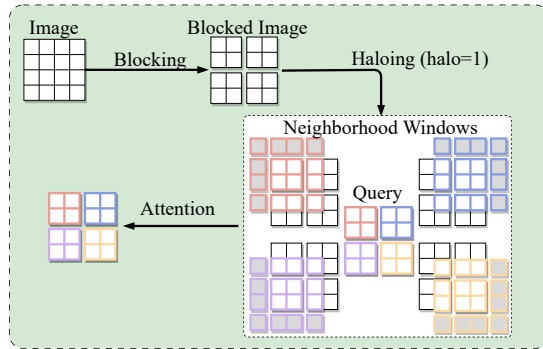 Image
Blocked Image
Blocking
Haloing (halo=1)
Neighborhood Windows
Query
Attention